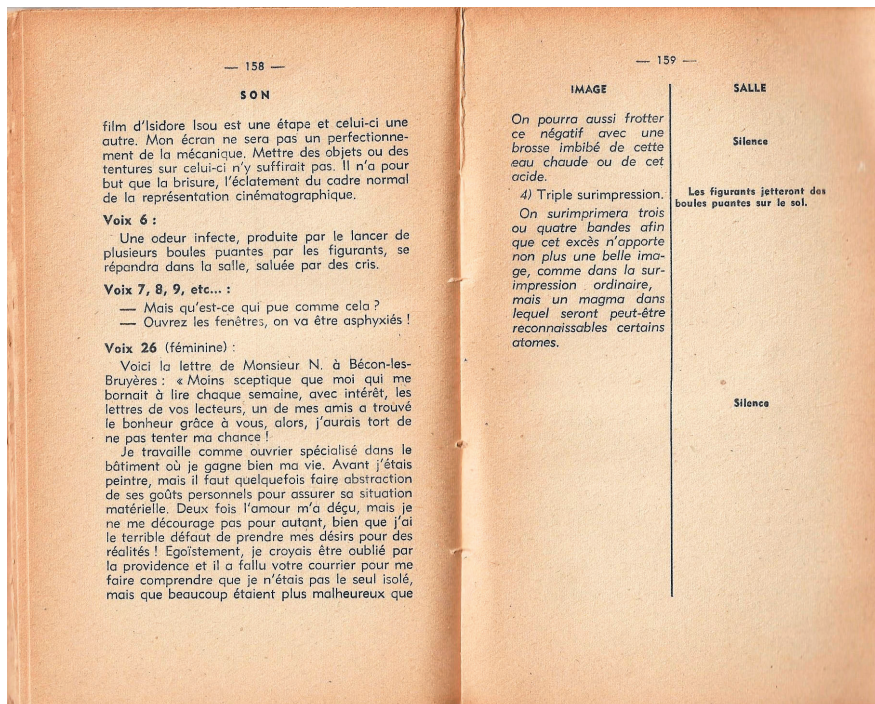 — 158 —
SON
film d'Isidore Isou est une étape et celui-ci une
autre. Mon écran ne sera pas un perfectionne-
ment de la mécanique. Mettre des objets ou des
tentures sur celui-ci n'y suffirait pas. Il n'a pour
but que la brisure, l'éclatement du cadre normal
de la représentation cinématographique.
Voix 6 :
Une odeur infecte, produite par le lancer de
plusieurs boules puantes par les figurants, se
répandra dans la salle, saluée par des cris.
Voix 7, 8, 9, etc... :
— Mais qu'est-ce qui pue comme cela ?
— Ouvrez les fenêtres, on va être asphyxiés !
Voix 26 (féminine) :
Voici la lettre de Monsieur N. à Bécon-les-
Bruyères : « Moins sceptique que moi qui me
bornait à lire chaque semaine, avec intérêt, les
lettres de vos lecteurs, un de mes amis a trouvé
le bonheur grâce à vous, alors, j'aurais tort de
ne pas tenter ma chance !
Je travaille comme ouvrier spécialisé dans le
bâtiment où je gagne bien ma vie. Avant j'étais
peintre, mais il faut quelquefois faire abstraction
de ses goûts personnels pour assurer sa situation
matérielle. Deux fois l'amour m'a déçu, mais je
ne me décourage pas pour autant, bien que j'ai
le terrible défaut de prendre mes désirs pour des
réalités ! Egoïstement, je croyais être oublié par
la providence et il a fallu votre courrier pour me
faire comprendre que je n'étais pas le seul isolé,
mais que beaucoup étaient plus malheureux que
— 159 —
IMAGE
On pourra aussi frotter
ce négatif avec une
brosse imbibé de cette
eau chaude ou de cet
acide.
4) Triple surimpression.
On surimprimera trois
ou quatre bandes afin
que cet excès n'apporte
non plus une belle ima-
ge, comme dans la sur-
impression ordinaire,
mais un magma dans
lequel seront peut-être
reconnaissables certains
atomes.
SALLE
Silence
Les figurants jetteront des
boules puantes sur le sol.
Silence